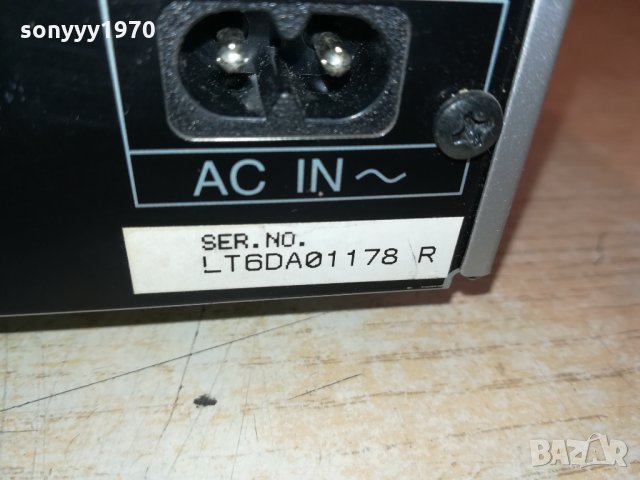 sonyyy1970
AC IN ~
SER.NO.
LT6DA01178 R
BAZAR